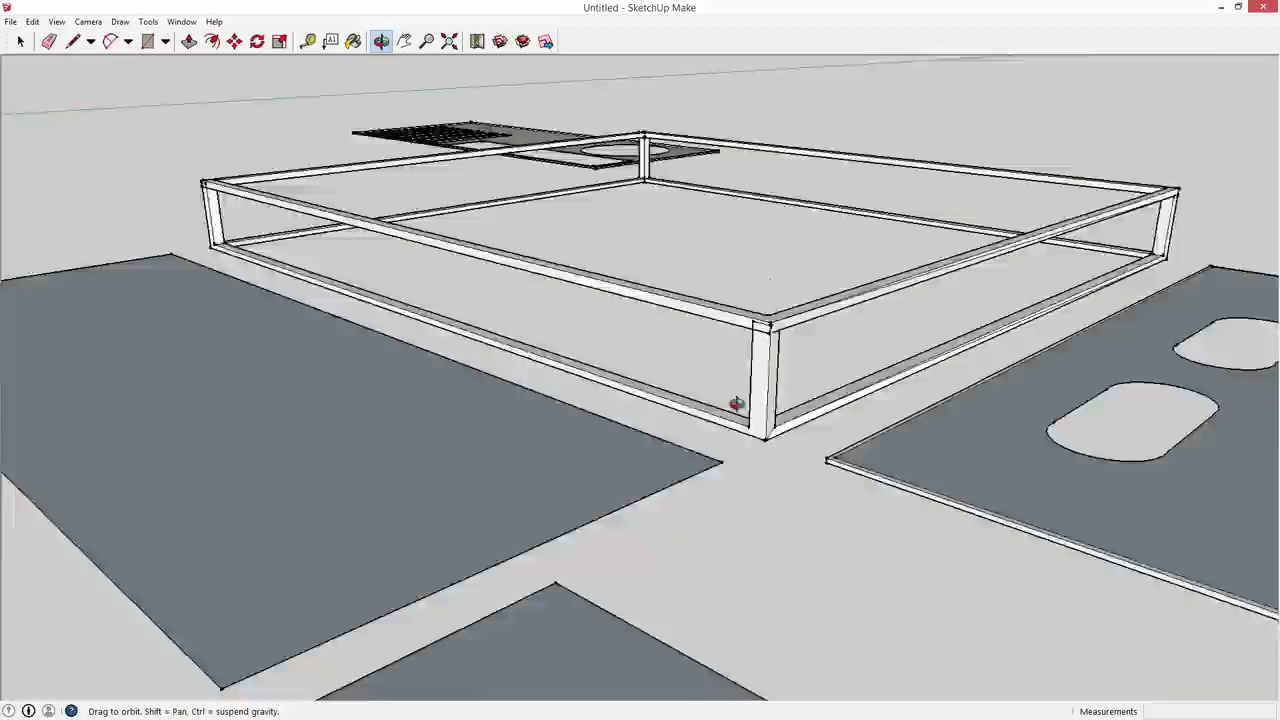 Untitled - SketchUp Make
File Edit View Camera Draw Tools Window Help
A1
Drag to orbit. Shift = Pan, Ctrl = suspend gravity.
Measurements